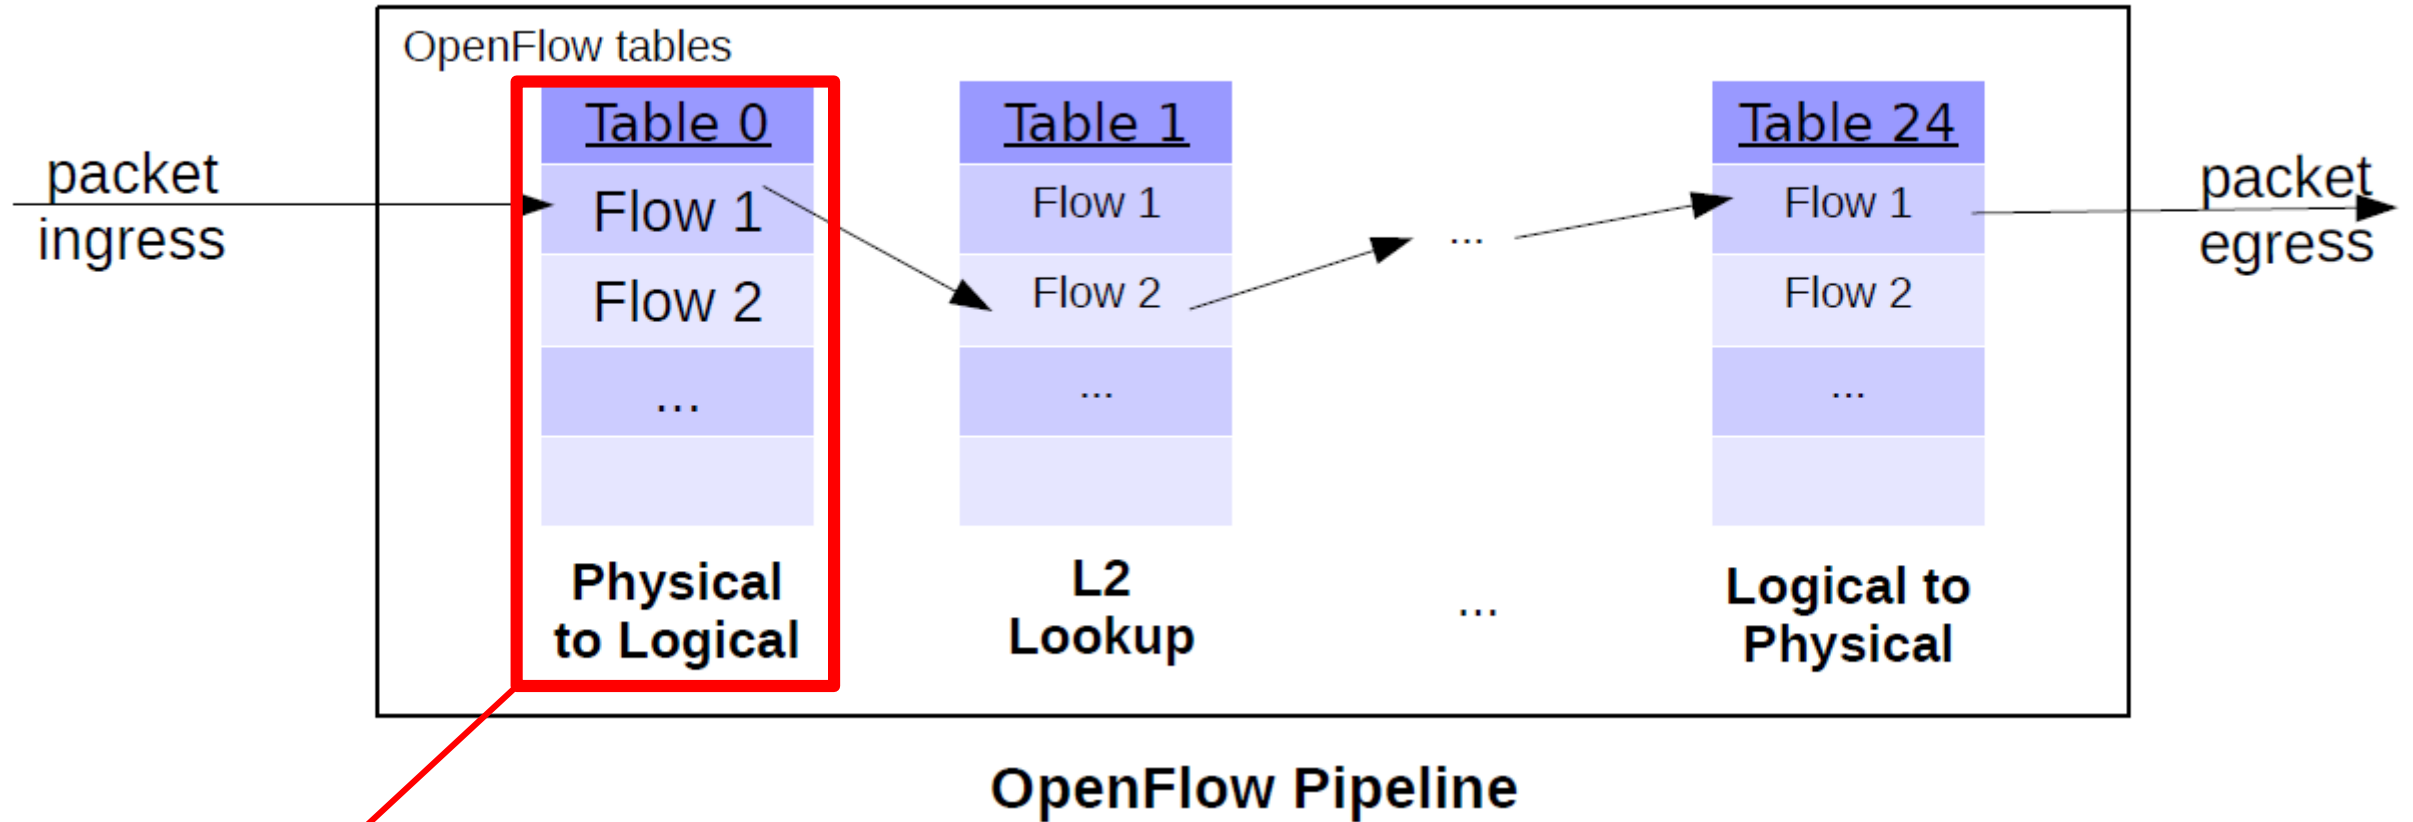 OpenFlow tables
packet
ingress
Table 0
Flow 1
Flow 2
...
Physical
to Logical
Table 1
Flow 1
Flow 2
...
L2
Lookup
...
...
Table 24
Flow 1
Flow 2
...
Logical to
Physical
packet
egress
OpenFlow Pipeline